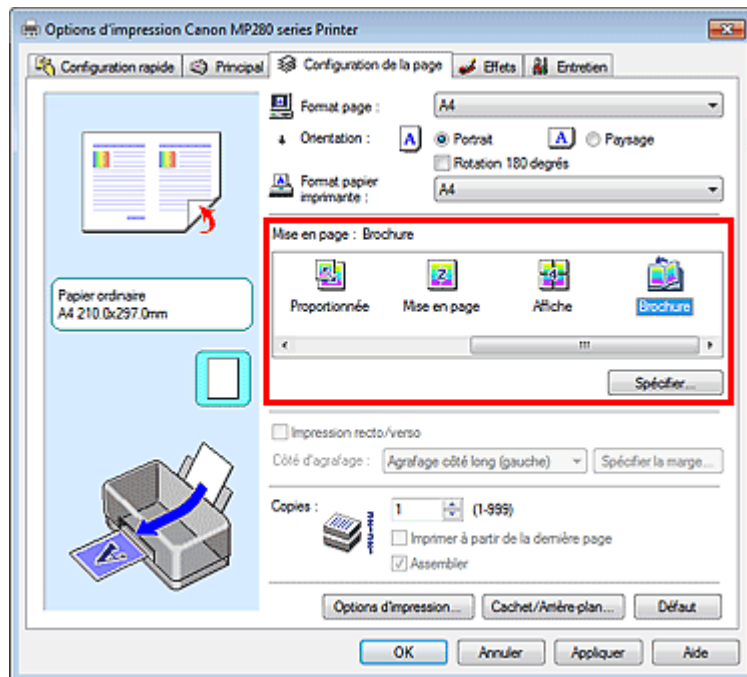 Options d'impression Canon MP280 series Printer
Configuration rapide Principal Configuration de la page Effets Entretien
Format page : A4
Orientation : A Portrait A Paysage
Rotation 180 degrés
Format papier
imprimante : A4
Mise en page : Brochure
Proportionnée Mise en page Affiche Brochure
Spécifier...
Papier ordinaire
A4 210.0x297.0mm
Impression recto/verso
Côté d'agrafage : Agrafage côté long (gauche) Spécifier la marge...
Copies : 1 (1-999)
Imprimer à partir de la dernière page
Assembler
Options d'impression... Cachet/Arrière-plan... Défaut
OK Annuler Appliquer Aide